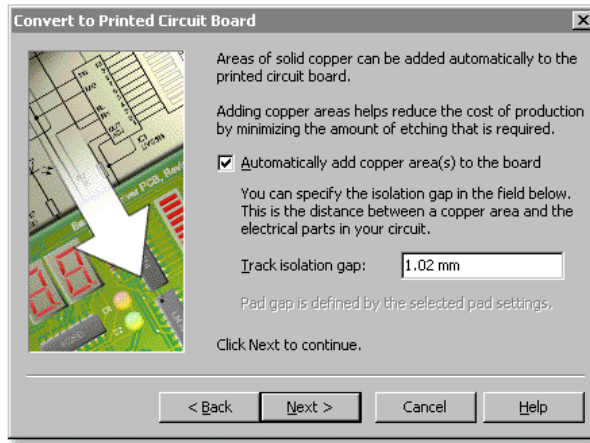 Convert to Printed Circuit Board
Areas of solid copper can be added automatically to the
printed circuit board.
Adding copper areas helps reduce the cost of production
by minimizing the amount of etching that is required.
Automatically add copper area(s) to the board
You can specify the isolation gap in the field below.
This is the distance between a copper area and the
electrical parts in your circuit.
Track isolation gap: 1.02 mm
Pad gap is defined by the selected pad settings.
Click Next to continue.
< Back Next > Cancel Help